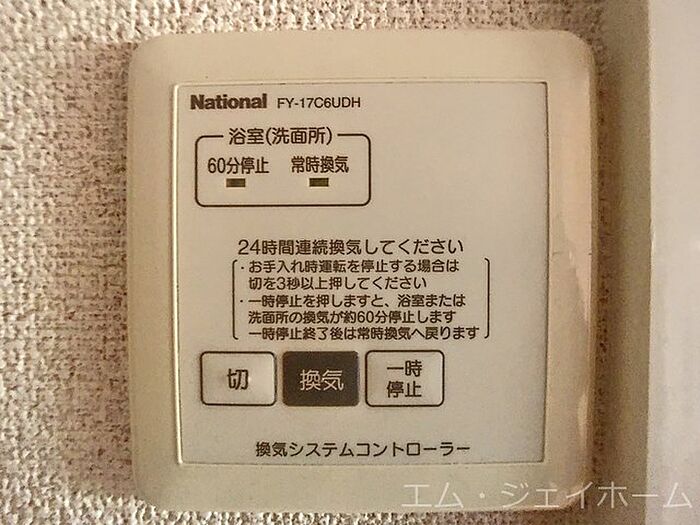 National FY-17C6UDH
浴室(洗面所)
60分停止 常時換気
24時間連続換気してください
・お手入れ時運転を停止する場合は
切を3秒以上押してください
・一時停止を押しますと、浴室または
洗面所の換気が約60分停止します
一時停止終了後は常時換気へ戻ります
切 換気 一時
停止
換気システムコントローラー
エム・ジェイホーム